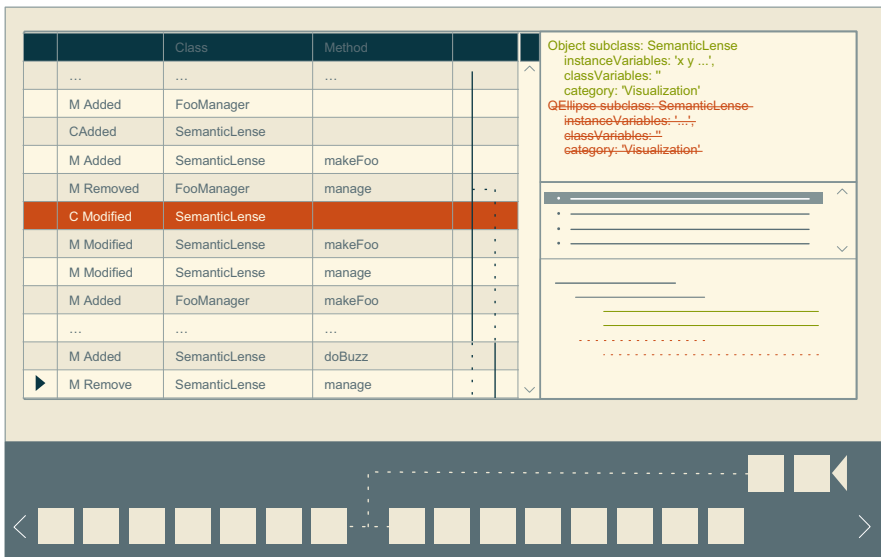 Class Method
… … …
M Added FooManager
CAdded SemanticLense
M Added SemanticLense makeFoo
M Removed FooManager manage
C Modified SemanticLense
M Modified SemanticLense makeFoo
M Modified SemanticLense manage
M Added FooManager makeFoo
… … …
M Added SemanticLense doBuzz
M Remove SemanticLense manage
Object subclass: SemanticLense
instanceVariables: 'x y ...',
classVariables: ''
category: 'Visualization'
QEllipse subclass: SemanticLense
instanceVariables: '...',
classVariables: ''
category: 'Visualization'